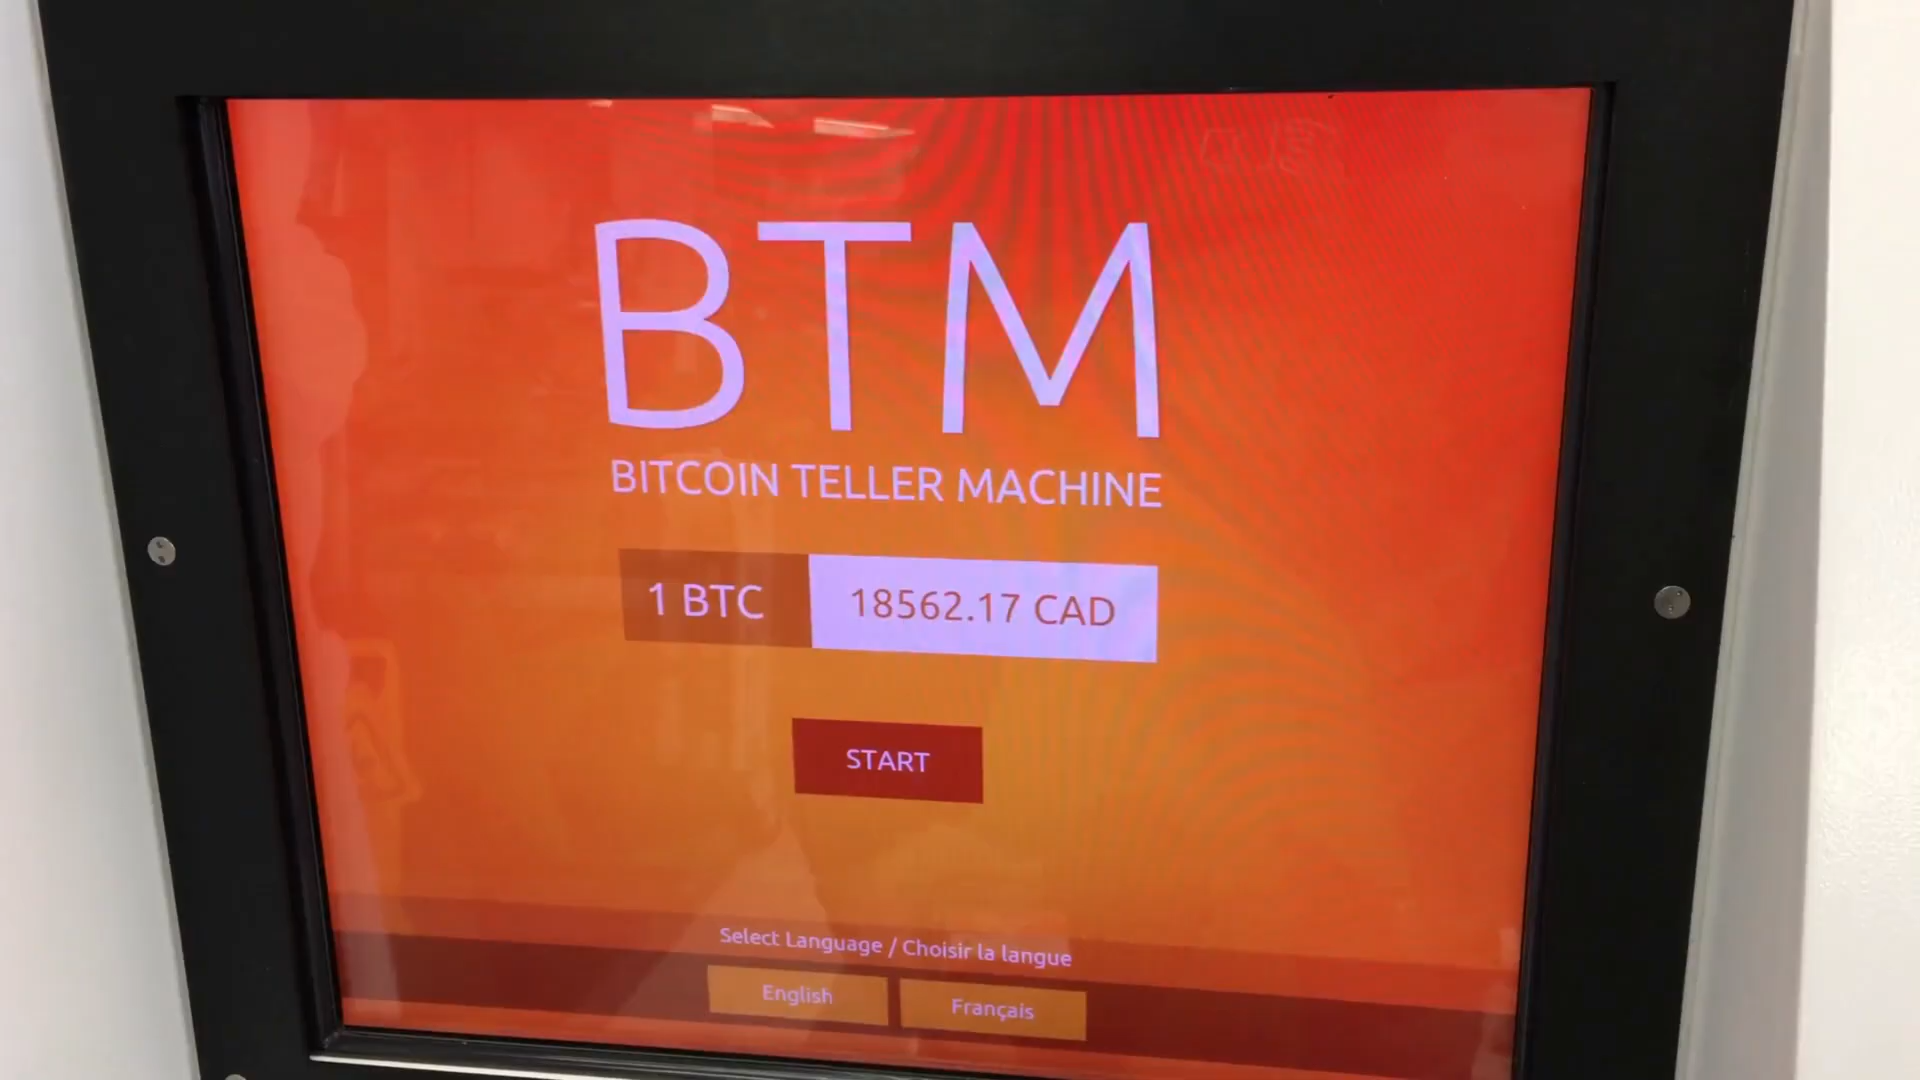 BTM
BITCOIN TELLER MACHINE
1 BTC 18562.17 CAD
START
Select Language / Choisir la langue
English Français